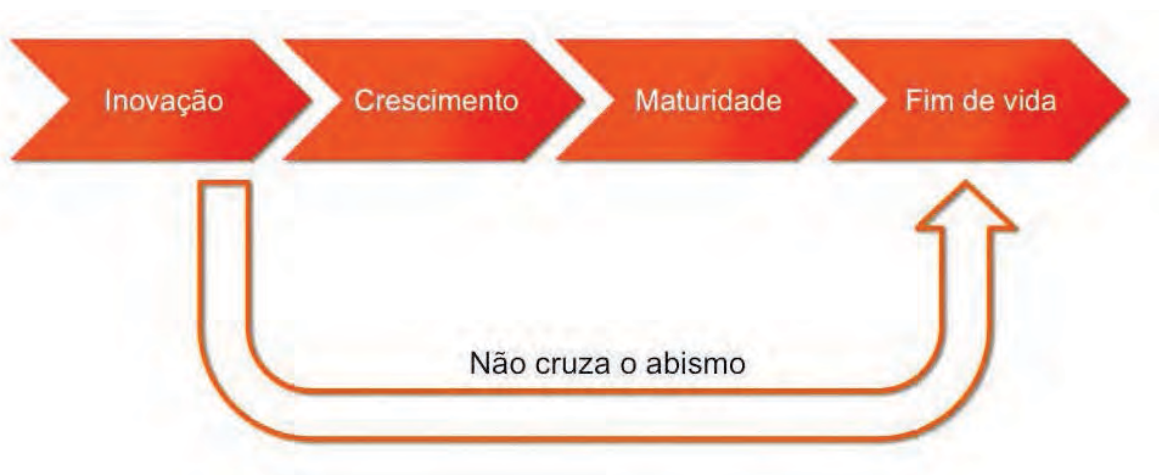 Inovação
Crescimento
Maturidade
Fim de vida
Não cruza o abismo